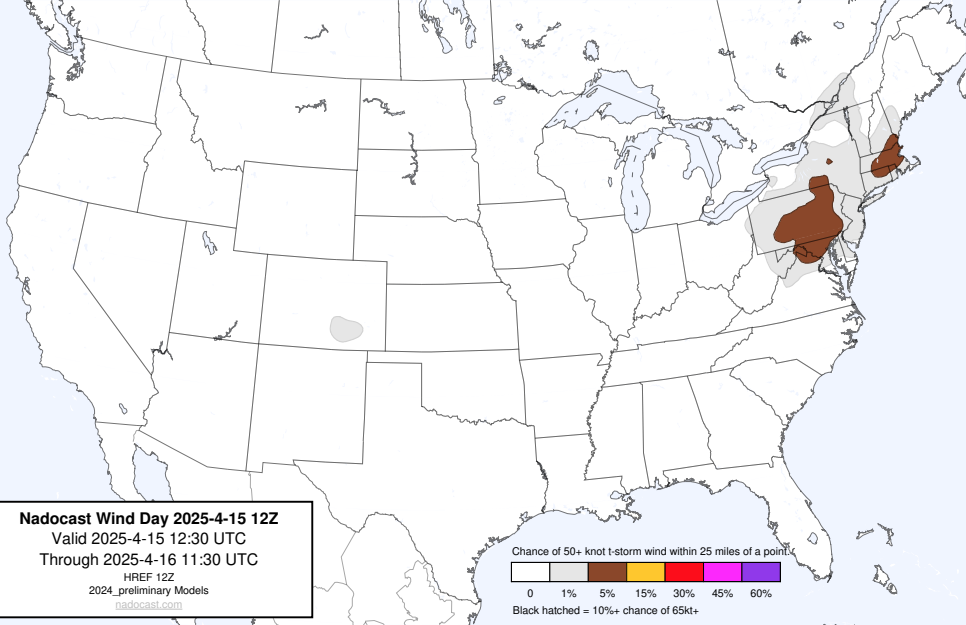 Nadocast Wind Day 2025-4-15 12Z
Valid 2025-4-15 12:30 UTC
Through 2025-4-16 11:30 UTC
HREF 12Z
2024_preliminary Models
nadocast.com
Chance of 50+ knot t-storm wind within 25 miles of a point.
0 1% 5% 15% 30% 45% 60%
Black hatched = 10%+ chance of 65kt+